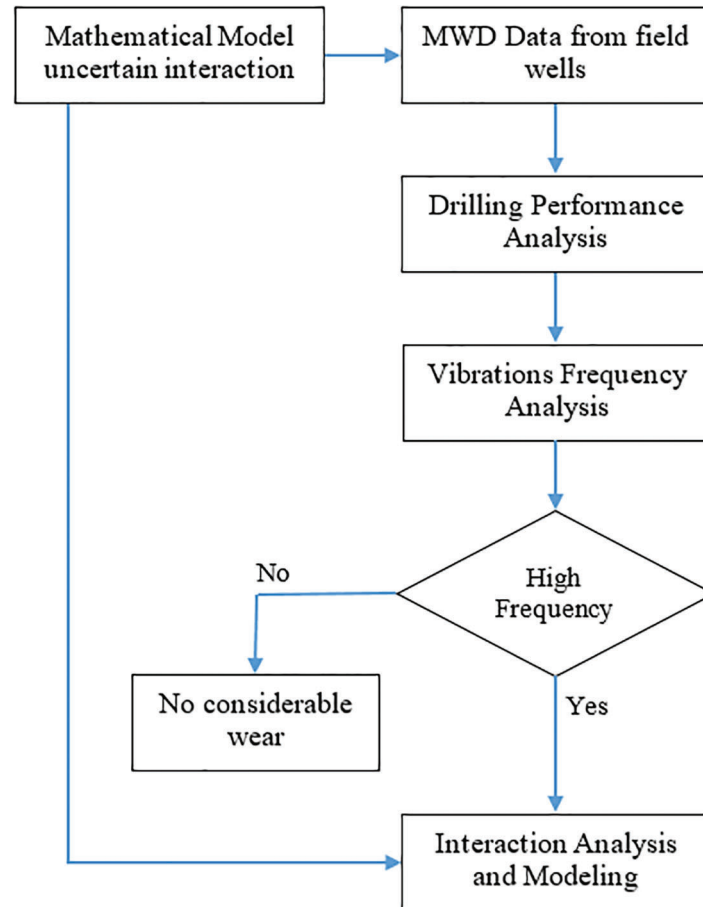 Mathematical Model
uncertain interaction
MWD Data from field
wells
Drilling Performance
Analysis
Vibrations Frequency
Analysis
High
Frequency
No
No considerable
wear
Yes
Interaction Analysis
and Modeling